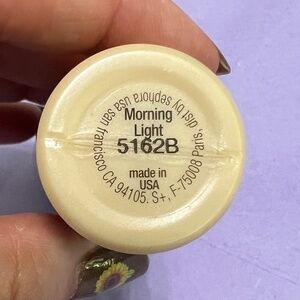 Morning
Light
5162B
made in
USA
dist by sephora usa san francisco CA 94105. S+, F-75008 Paris,